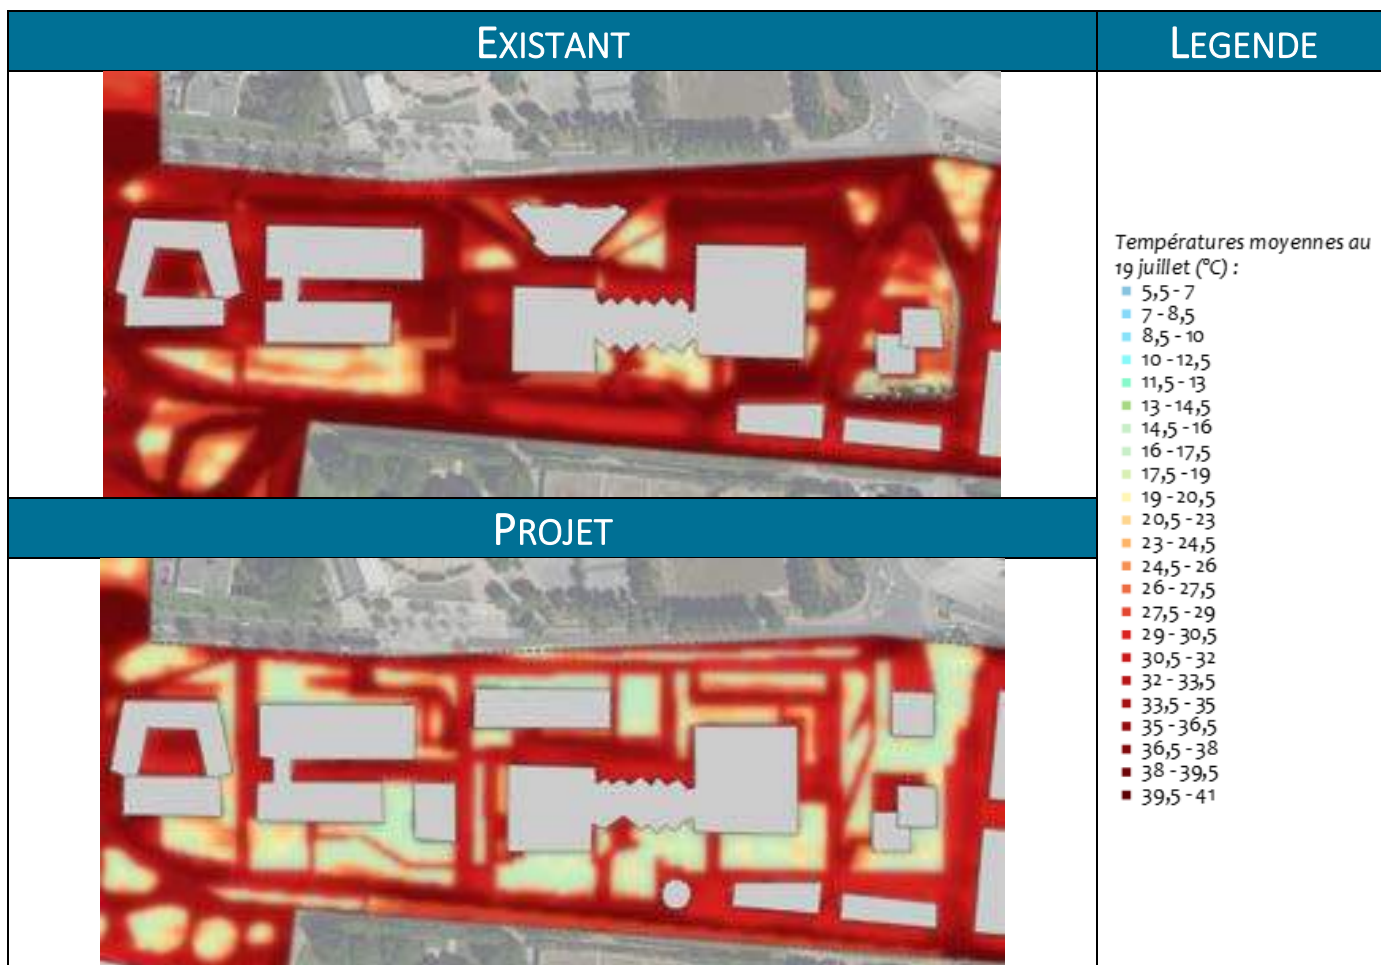 EXISTANT
LEGENDE
Températures moyennes au
19 juillet (°C) :
5,5 - 7
7 - 8,5
8,5 - 10
10 - 12,5
11,5 - 13
13 - 14,5
14,5 - 16
16 - 17,5
17,5 - 19
19 - 20,5
20,5 - 23
23 - 24,5
24,5 - 26
26 - 27,5
27,5 - 29
29 - 30,5
30,5 - 32
32 - 33,5
33,5 - 35
35 - 36,5
36,5 - 38
38 - 39,5
39,5 - 41
PROJET